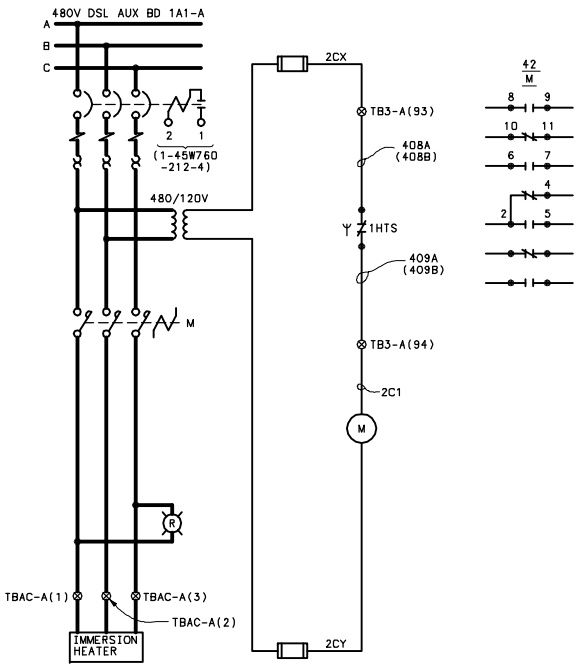 480V DSL AUX BD 1A1-A
A
B
C
2 1
(1-45W760
-212-4)
480/120V
M
R
TBAC-A(1)
TBAC-A(3)
TBAC-A(2)
IMMERSION
HEATER
2CX
TB3-A(93)
408A
(408B)
1HTS
409A
(409B)
TB3-A(94)
2C1
M
2CY
42
M
8 9
10 11
6 7
4
2 5